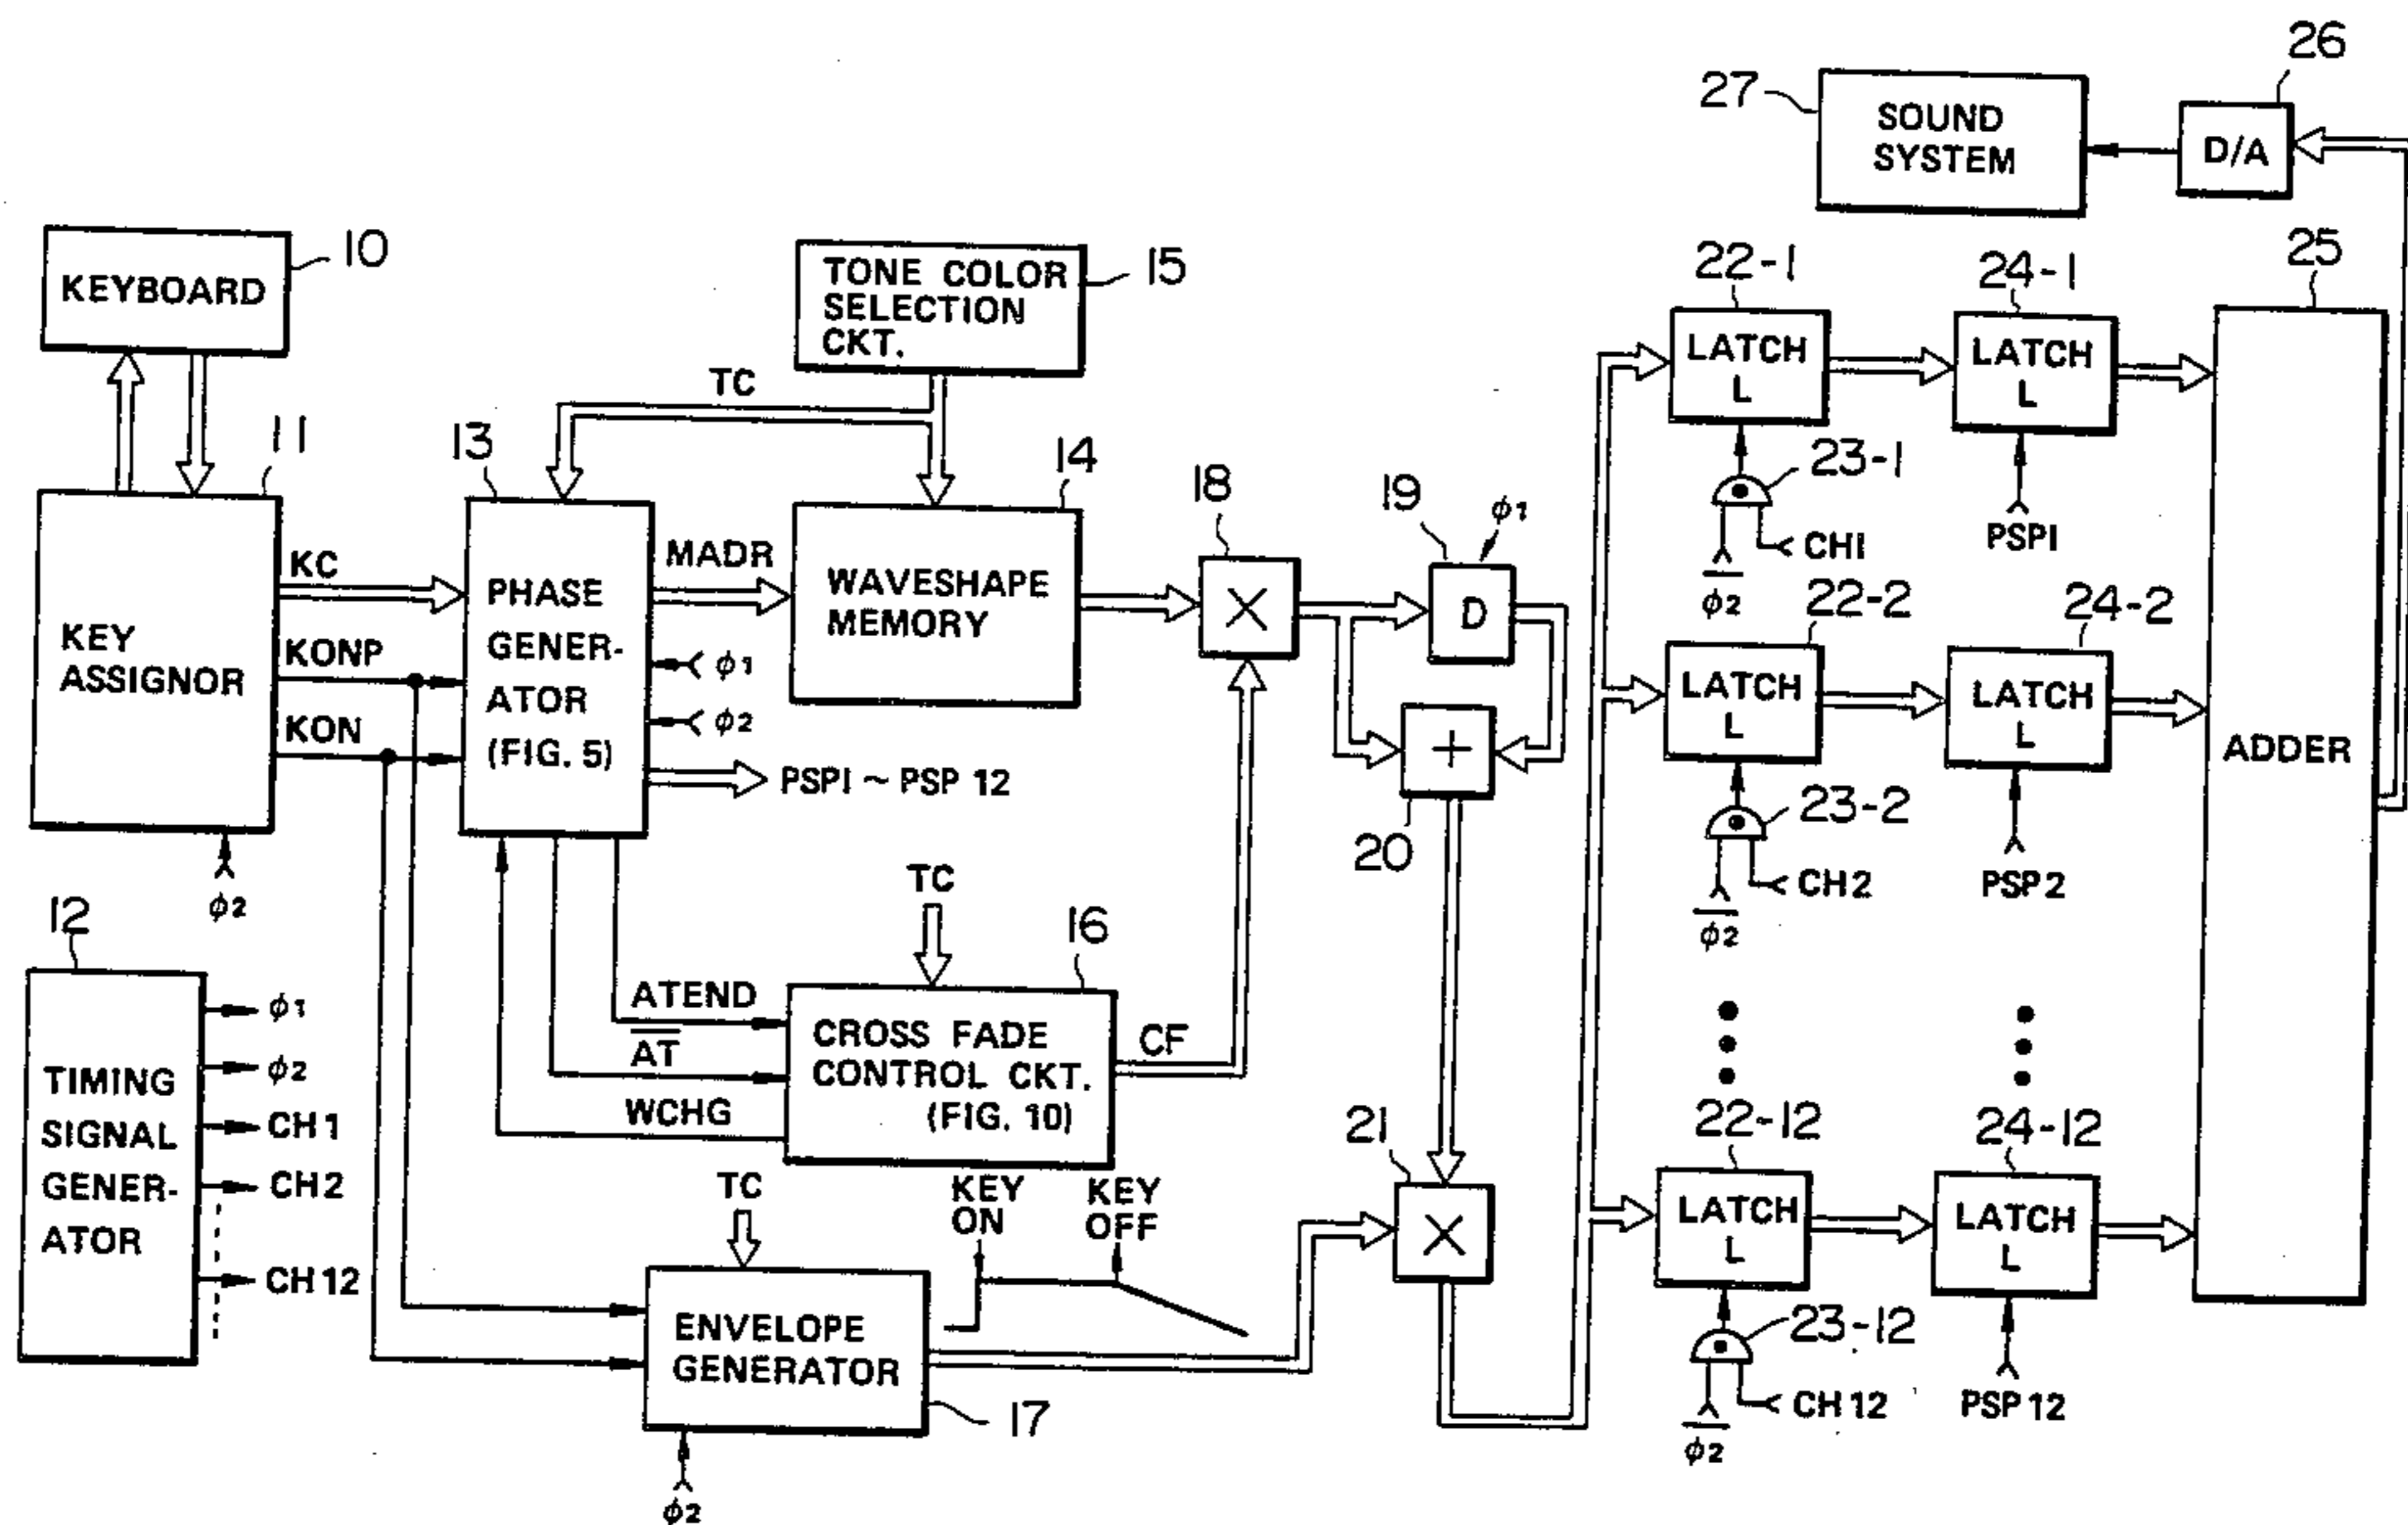 26
27
SOUND
SYSTEM
D/A
KEYBOARD
10
TONE COLOR
SELECTION
CKT.
15
22-1
24-1
25
TC
LATCH
L
LATCH
L
11
13
14
18
19
φ1
23-1
CH1
φ2
PSP1
KEY
ASSIGNOR
KC
KONP
KON
φ2
PHASE
GENER-
ATOR
(FIG. 5)
MADR
φ1
φ2
PSP1 ~ PSP 12
WAVESHAPE
MEMORY
X
D
+
20
22-2
24-2
LATCH
L
LATCH
L
ADDER
23-2
CH2
φ2
PSP2
12
TIMING
SIGNAL
GENER-
ATOR
φ1
φ2
CH1
CH2
CH12
TC
16
ATEND
AT
WCHG
CROSS FADE
CONTROL CKT.
(FIG. 10)
CF
TC
KEY
ON
KEY
OFF
21
X
ENVELOPE
GENERATOR
17
φ2
22-12
24-12
LATCH
L
LATCH
L
23-12
CH12
φ2
PSP 12